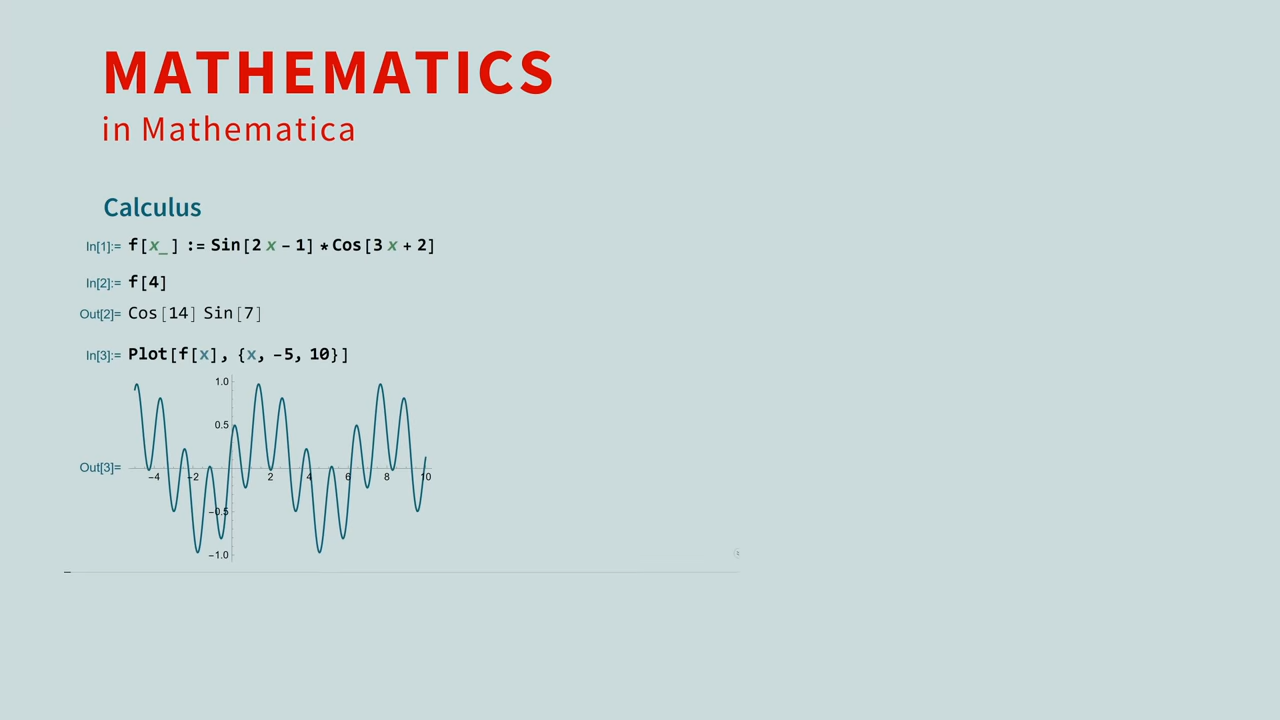 MATHEMATICS
in Mathematica
Calculus
In[1]:= f[x_] := Sin[2 x - 1] * Cos[3 x + 2]
In[2]:= f[4]
Out[2]= Cos[14] Sin[7]
In[3]:= Plot[f[x], {x, -5, 10}]
1.0
0.5
Out[3]=
-4 -2 2 4 6 8 10
-0.5
-1.0